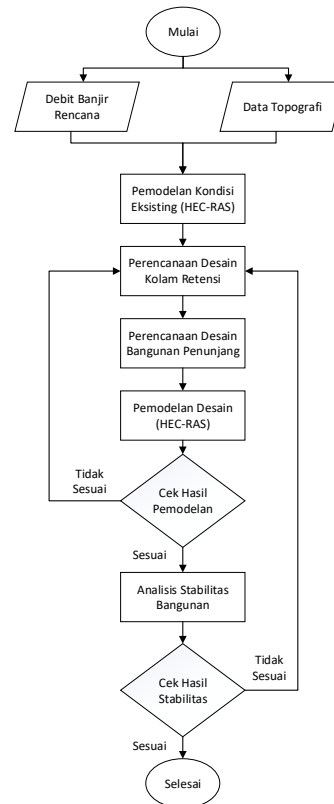 Mulai
Debit Banjir
Rencana
Data Topografi
Pemodelan Kondisi
Eksisting (HEC-RAS)
Perencanaan Desain
Kolam Retensi
Perencanaan Desain
Bangunan Penunjang
Pemodelan Desain
(HEC-RAS)
Tidak
Sesuai
Cek Hasil
Pemodelan
Sesuai
Analisis Stabilitas
Bangunan
Tidak
Sesuai
Cek Hasil
Stabilitas
Sesuai
Selesai